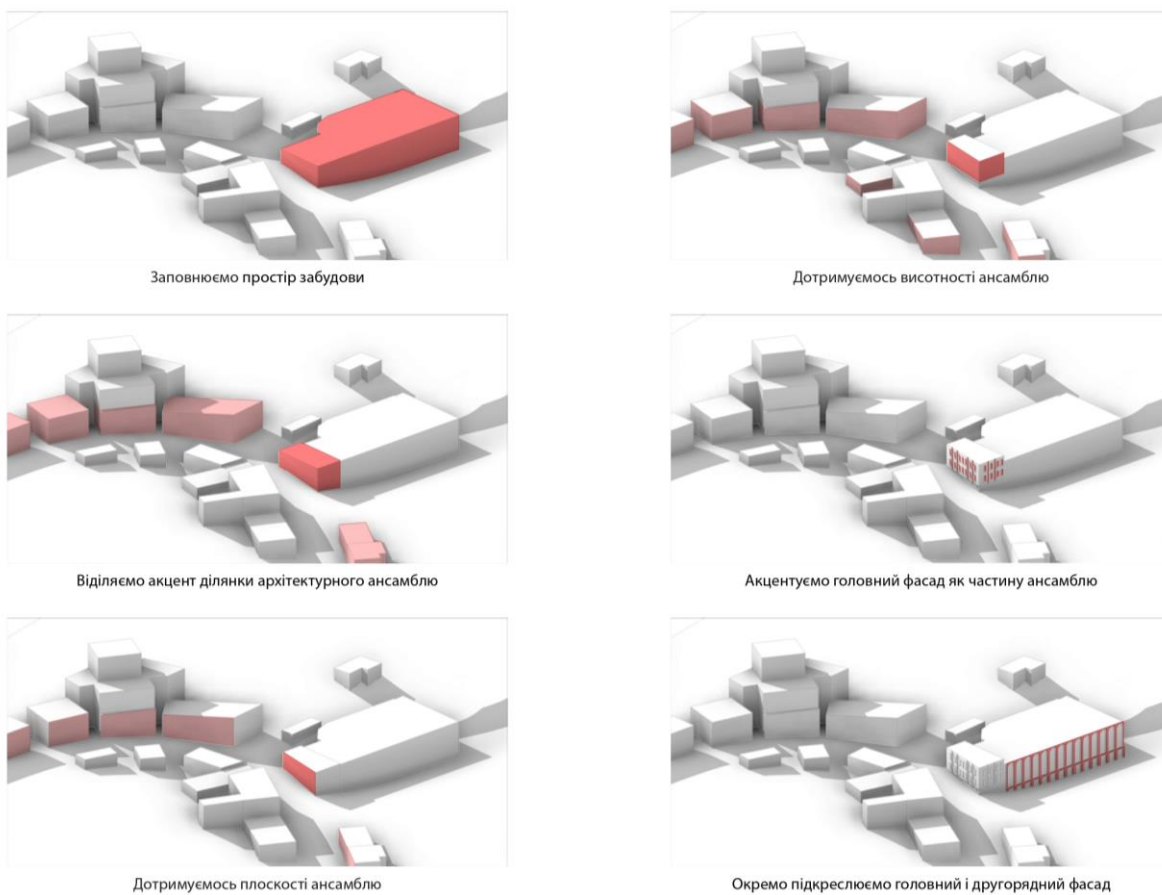 Заповнюємо простір забудови
Дотримуємось висотності ансамблю
Віділяємо акцент ділянки архітектурного ансамблю
Акцентуємо головний фасад як частину ансамблю
Дотримуємось плоскості ансамблю
Окремо підкреслюємо головний і другорядний фасад